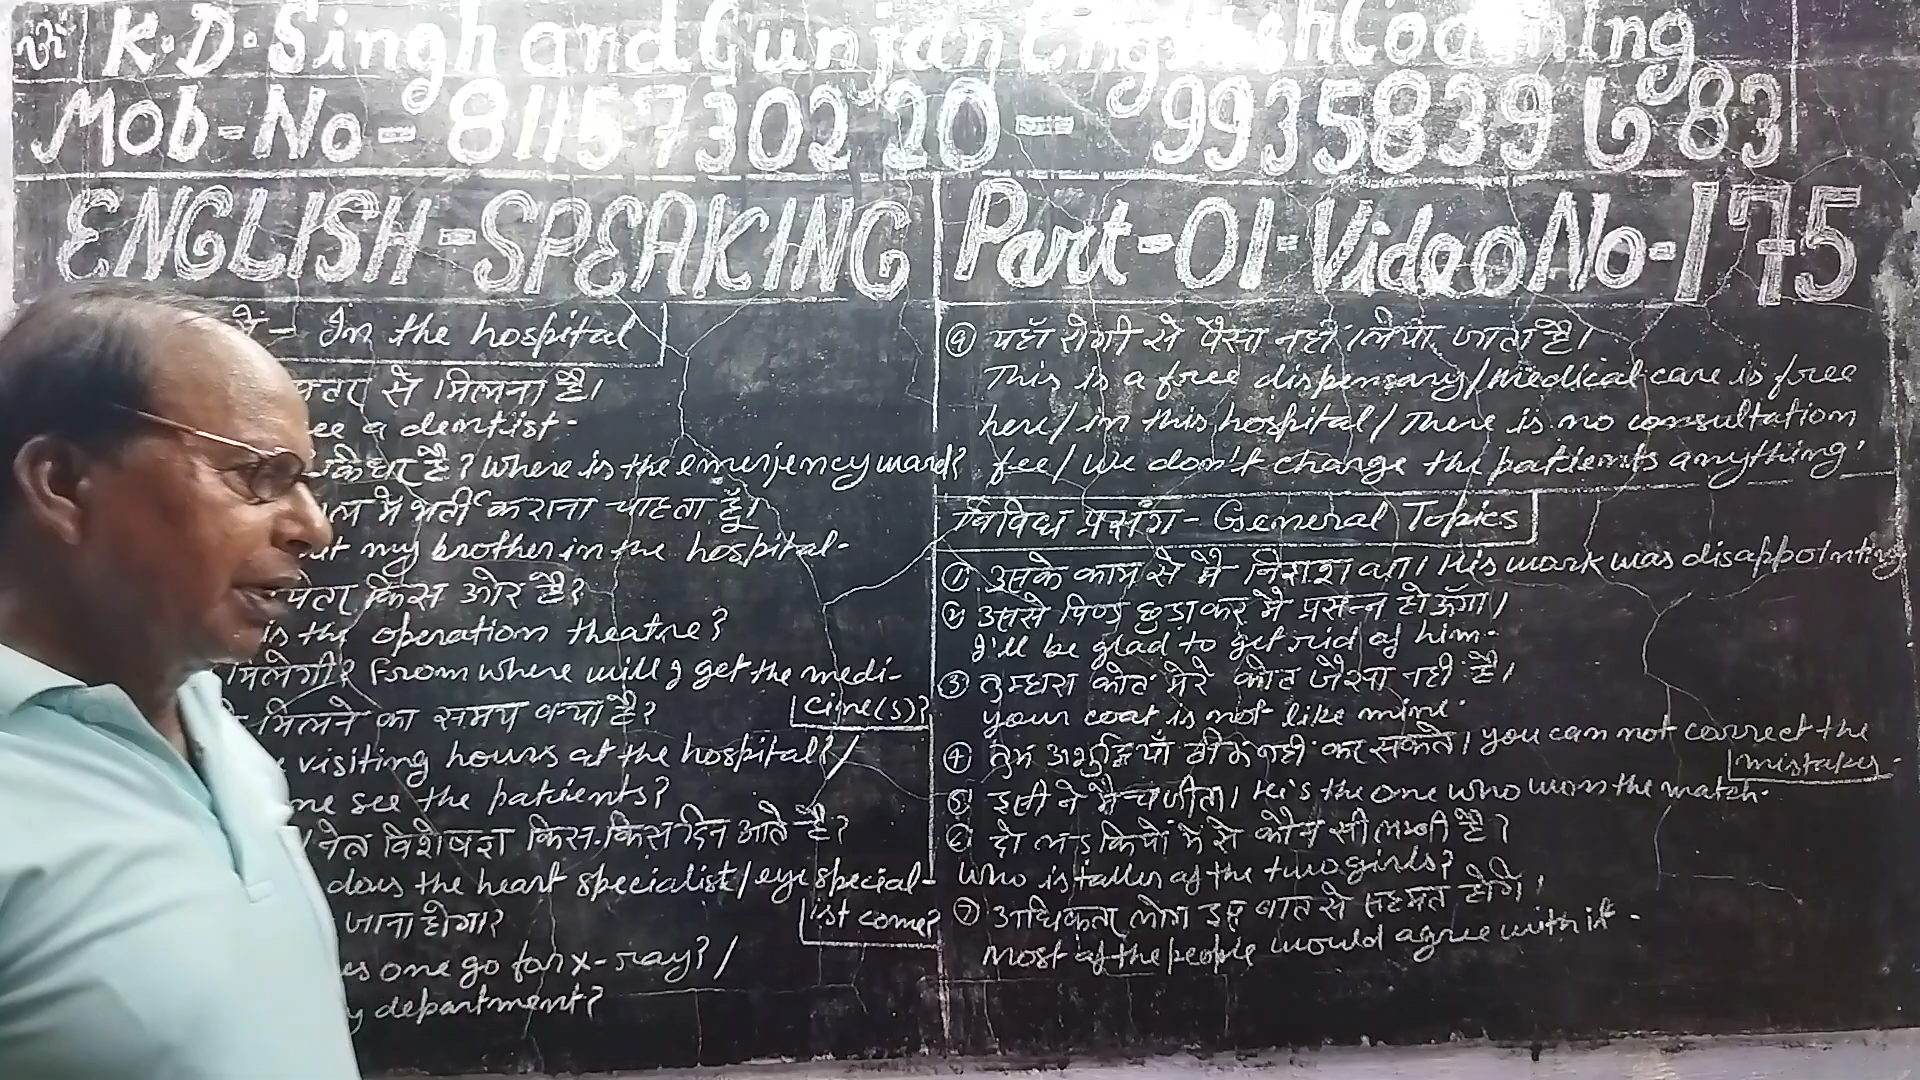 K.D.Singh and Gunjan English Coaching
Mob-No- 8115730220 - 9935839683
ENGLISH-SPEAKING
Part-01-Video No-175
में - In the hospital
से मिलना है।
see a dentist.
किधर है? Where is the emerjency ward?
में भर्ती कराना चाहता हूँ।
my brother in the hospital.
किस ओर है?
is the operation theatre?
मिलेगी? From where will I get the medi-
cine(s)?
मिलने का समय क्या है?
visiting hours at the hospital?/
me see the patients?
विशेषज्ञ किस-किस दिन आते है?
does the heart specialist/eye special-
ist come?
जाना होगा?
one go for x-ray?/
department?
⑨ यहाँ रोगी से पैसा नहीं लिया जाता है।
This is a free dispensary/medical care is free
here/in this hospital/There is no consultation
fee/we don't charge the patients anything.
विविध प्रसंग - General Topics
① उसके काम से मैं निराश था। His work was disappointing
② उससे पिण्ड छुड़ाकर मैं प्रसन्न होऊँगा।
I'll be glad to get rid of him.
③ तुम्हारा कोट मेरे कोट जैसा नहीं है।
your coat is not like mine.
④ तुम अशुद्धियाँ ठीक नहीं कर सकते। you can not correct the
mistakes.
⑤ इसी ने मैच जीता। He's the one who won the match.
⑥ दो लड़कियों में से कौन सी लम्बी है?
Who is taller of the two girls?
⑦ अधिकतर लोग इस बात से सहमत होंगे।
Most of the people would agree with it.